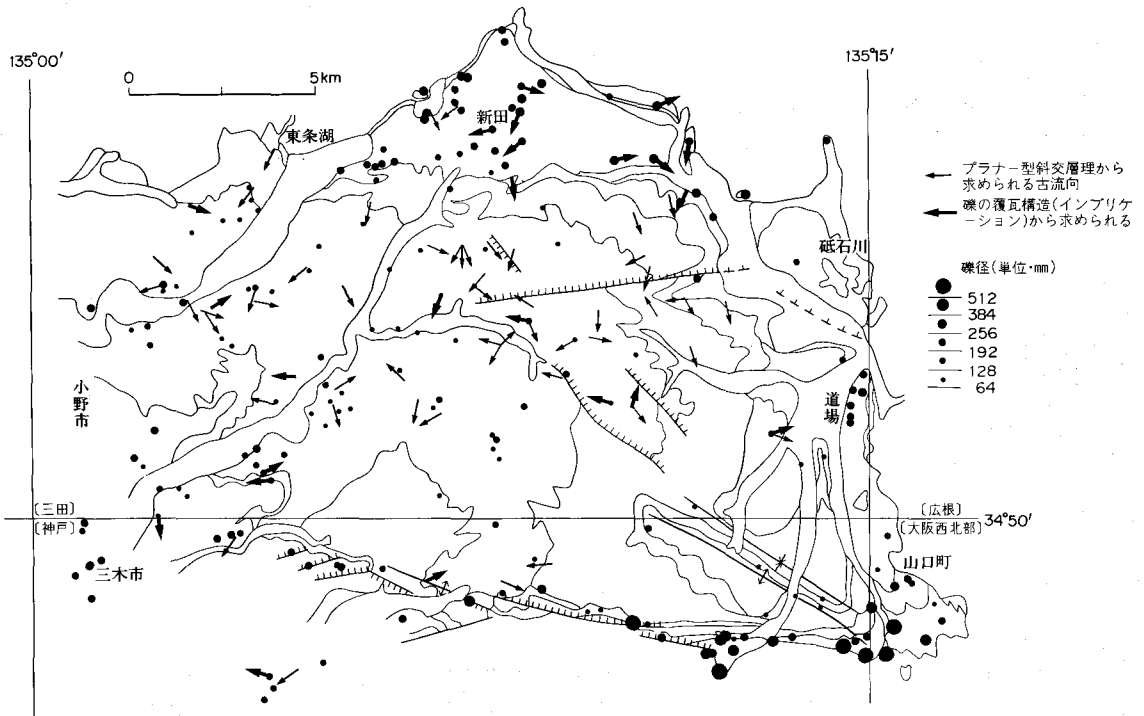 135°00′
135°15′
0
5km
新田
東条湖
プラナー型斜交層理から
求められる古流向
礫の覆瓦構造(インブリケ
ーション)から求められる
砥石川
礫径(単位・mm)
512
384
256
192
128
64
小野市
道場
〔三田〕
〔神戸〕
〔広根〕
〔大阪西北部〕
34°50′
三木市
山口町